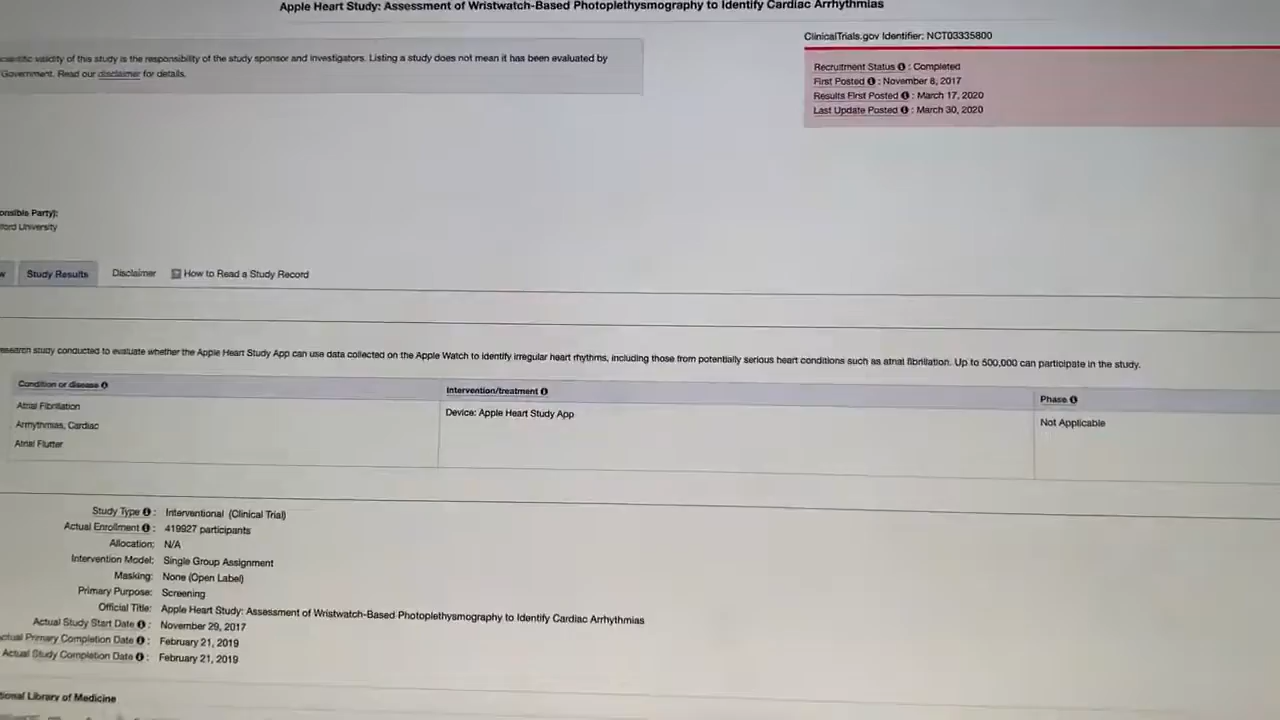 Apple Heart Study: Assessment of Wristwatch-Based Photoplethysmography to Identify Cardiac Arrhythmias
ClinicalTrials.gov Identifier: NCT03335800
validity of this study is the responsibility of the study sponsor and investigators. Listing a study does not mean it has been evaluated by
Government. Read our disclaimer for details.
Recruitment Status : Completed
First Posted : November 8, 2017
Results First Posted : March 17, 2020
Last Update Posted : March 30, 2020
onsible Party):
ford University
w Study Results Disclaimer How to Read a Study Record
esearch study conducted to evaluate whether the Apple Heart Study App can use data collected on the Apple Watch to identify irregular heart rhythms, including those from potentially serious heart conditions such as atrial fibrillation. Up to 500,000 can participate in the study.
Condition or disease Intervention/treatment Phase
Atrial Fibrillation Device: Apple Heart Study App Not Applicable
Arrhythmias, Cardiac
Atrial Flutter
Study Type : Interventional (Clinical Trial)
Actual Enrollment : 419927 participants
Allocation: N/A
Intervention Model: Single Group Assignment
Masking: None (Open Label)
Primary Purpose: Screening
Official Title: Apple Heart Study: Assessment of Wristwatch-Based Photoplethysmography to Identify Cardiac Arrhythmias
Actual Study Start Date : November 29, 2017
ctual Primary Completion Date : February 21, 2019
Actual Study Completion Date : February 21, 2019
tional Library of Medicine